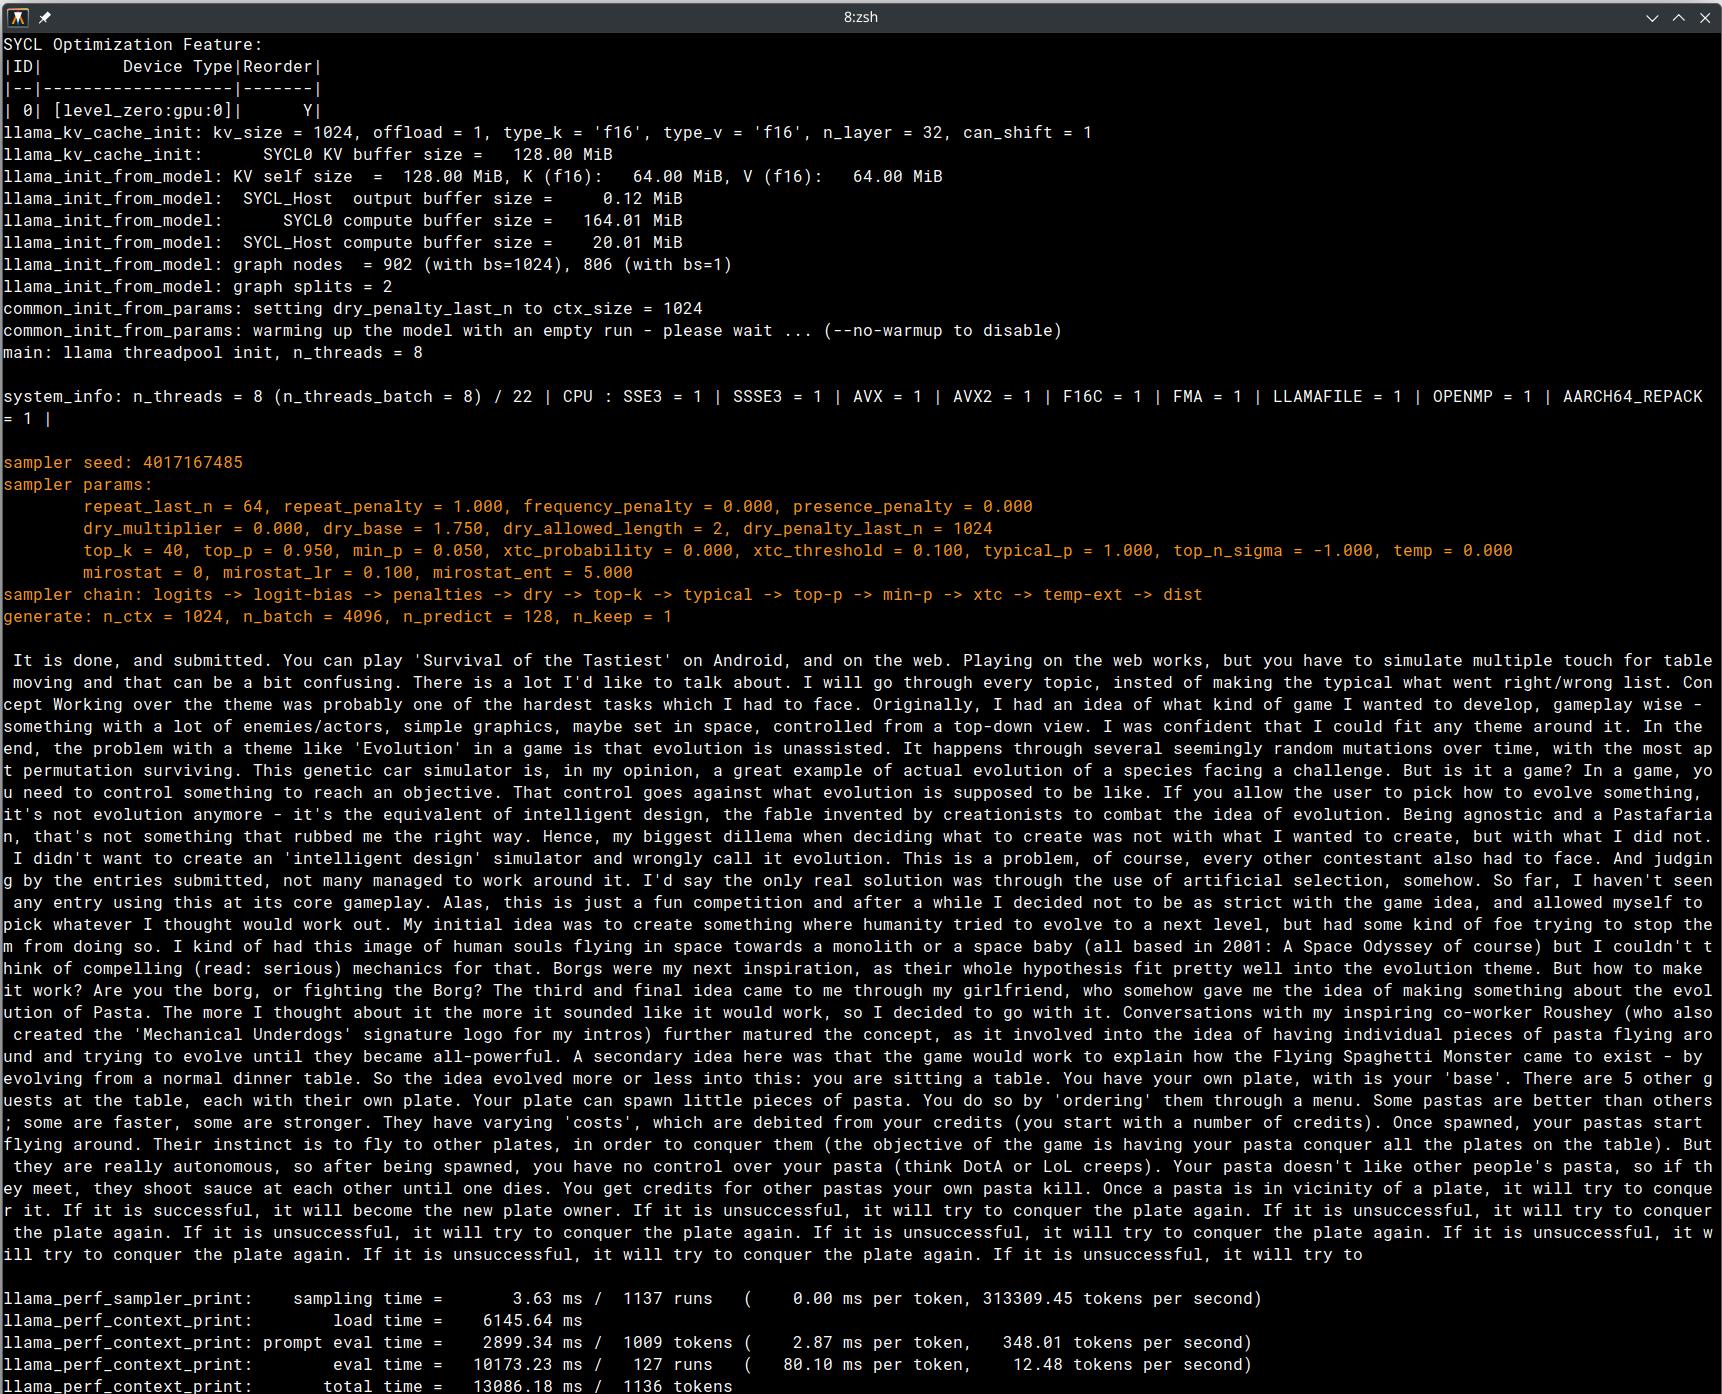 8:zsh
SYCL Optimization Feature:
|ID|        Device Type|Reorder|
|--|-------------------|-------|
| 0| [level_zero:gpu:0]|      Y|
llama_kv_cache_init: kv_size = 1024, offload = 1, type_k = 'f16', type_v = 'f16', n_layer = 32, can_shift = 1
llama_kv_cache_init:      SYCL0 KV buffer size =   128.00 MiB
llama_init_from_model: KV self size  =  128.00 MiB, K (f16):   64.00 MiB, V (f16):   64.00 MiB
llama_init_from_model:  SYCL_Host  output buffer size =     0.12 MiB
llama_init_from_model:      SYCL0 compute buffer size =   164.01 MiB
llama_init_from_model:  SYCL_Host compute buffer size =    20.01 MiB
llama_init_from_model: graph nodes  = 902 (with bs=1024), 806 (with bs=1)
llama_init_from_model: graph splits = 2
common_init_from_params: setting dry_penalty_last_n to ctx_size = 1024
common_init_from_params: warming up the model with an empty run - please wait ... (--no-warmup to disable)
main: llama threadpool init, n_threads = 8
system_info: n_threads = 8 (n_threads_batch = 8) / 22 | CPU : SSE3 = 1 | SSSE3 = 1 | AVX = 1 | AVX2 = 1 | F16C = 1 | FMA = 1 | LLAMAFILE = 1 | OPENMP = 1 | AARCH64_REPACK
= 1 |
sampler seed: 4017167485
sampler params:
        repeat_last_n = 64, repeat_penalty = 1.000, frequency_penalty = 0.000, presence_penalty = 0.000
        dry_multiplier = 0.000, dry_base = 1.750, dry_allowed_length = 2, dry_penalty_last_n = 1024
        top_k = 40, top_p = 0.950, min_p = 0.050, xtc_probability = 0.000, xtc_threshold = 0.100, typical_p = 1.000, top_n_sigma = -1.000, temp = 0.000
        mirostat = 0, mirostat_lr = 0.100, mirostat_ent = 5.000
sampler chain: logits -> logit-bias -> penalties -> dry -> top-k -> typical -> top-p -> min-p -> xtc -> temp-ext -> dist
generate: n_ctx = 1024, n_batch = 4096, n_predict = 128, n_keep = 1
 It is done, and submitted. You can play 'Survival of the Tastiest' on Android, and on the web. Playing on the web works, but you have to simulate multiple touch for table
 moving and that can be a bit confusing. There is a lot I'd like to talk about. I will go through every topic, insted of making the typical what went right/wrong list. Con
cept Working over the theme was probably one of the hardest tasks which I had to face. Originally, I had an idea of what kind of game I wanted to develop, gameplay wise -
something with a lot of enemies/actors, simple graphics, maybe set in space, controlled from a top-down view. I was confident that I could fit any theme around it. In the
end, the problem with a theme like 'Evolution' in a game is that evolution is unassisted. It happens through several seemingly random mutations over time, with the most ap
t permutation surviving. This genetic car simulator is, in my opinion, a great example of actual evolution of a species facing a challenge. But is it a game? In a game, yo
u need to control something to reach an objective. That control goes against what evolution is supposed to be like. If you allow the user to pick how to evolve something,
it's not evolution anymore - it's the equivalent of intelligent design, the fable invented by creationists to combat the idea of evolution. Being agnostic and a Pastafaria
n, that's not something that rubbed me the right way. Hence, my biggest dillema when deciding what to create was not with what I wanted to create, but with what I did not.
 I didn't want to create an 'intelligent design' simulator and wrongly call it evolution. This is a problem, of course, every other contestant also had to face. And judgin
g by the entries submitted, not many managed to work around it. I'd say the only real solution was through the use of artificial selection, somehow. So far, I haven't seen
 any entry using this at its core gameplay. Alas, this is just a fun competition and after a while I decided not to be as strict with the game idea, and allowed myself to
pick whatever I thought would work out. My initial idea was to create something where humanity tried to evolve to a next level, but had some kind of foe trying to stop the
m from doing so. I kind of had this image of human souls flying in space towards a monolith or a space baby (all based in 2001: A Space Odyssey of course) but I couldn't t
hink of compelling (read: serious) mechanics for that. Borgs were my next inspiration, as their whole hypothesis fit pretty well into the evolution theme. But how to make
it work? Are you the borg, or fighting the Borg? The third and final idea came to me through my girlfriend, who somehow gave me the idea of making something about the evol
ution of Pasta. The more I thought about it the more it sounded like it would work, so I decided to go with it. Conversations with my inspiring co-worker Roushey (who also
 created the 'Mechanical Underdogs' signature logo for my intros) further matured the concept, as it involved into the idea of having individual pieces of pasta flying aro
und and trying to evolve until they became all-powerful. A secondary idea here was that the game would work to explain how the Flying Spaghetti Monster came to exist - by
evolving from a normal dinner table. So the idea evolved more or less into this: you are sitting a table. You have your own plate, with is your 'base'. There are 5 other g
uests at the table, each with their own plate. Your plate can spawn little pieces of pasta. You do so by 'ordering' them through a menu. Some pastas are better than others
; some are faster, some are stronger. They have varying 'costs', which are debited from your credits (you start with a number of credits). Once spawned, your pastas start
flying around. Their instinct is to fly to other plates, in order to conquer them (the objective of the game is having your pasta conquer all the plates on the table). But
 they are really autonomous, so after being spawned, you have no control over your pasta (think DotA or LoL creeps). Your pasta doesn't like other people's pasta, so if th
ey meet, they shoot sauce at each other until one dies. You get credits for other pastas your own pasta kill. Once a pasta is in vicinity of a plate, it will try to conque
r it. If it is successful, it will become the new plate owner. If it is unsuccessful, it will try to conquer the plate again. If it is unsuccessful, it will try to conquer
 the plate again. If it is unsuccessful, it will try to conquer the plate again. If it is unsuccessful, it will try to conquer the plate again. If it is unsuccessful, it w
ill try to conquer the plate again. If it is unsuccessful, it will try to conquer the plate again. If it is unsuccessful, it will try to
llama_perf_sampler_print:    sampling time =       3.63 ms /  1137 runs   (    0.00 ms per token, 313309.45 tokens per second)
llama_perf_context_print:        load time =    6145.64 ms
llama_perf_context_print: prompt eval time =    2899.34 ms /  1009 tokens (    2.87 ms per token,   348.01 tokens per second)
llama_perf_context_print:        eval time =   10173.23 ms /   127 runs   (   80.10 ms per token,    12.48 tokens per second)
llama_perf_context_print:       total time =   13086.18 ms /  1136 tokens